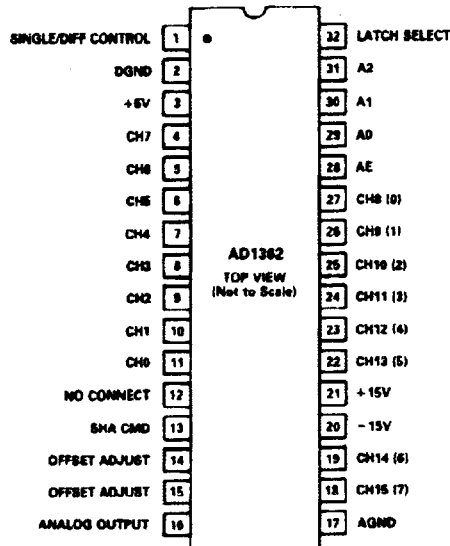 SINGLE/DIFF CONTROL 1
DGND 2
+5V 3
CH7 4
CH6 5
CH5 6
CH4 7
CH3 8
CH2 9
CH1 10
CH0 11
NO CONNECT 12
SHA CMD 13
OFFSET ADJUST 14
OFFSET ADJUST 15
ANALOG OUTPUT 16
AD1362
TOP VIEW
(Not to Scale)
32 LATCH SELECT
31 A2
30 A1
29 A0
28 AE
27 CH8 (0)
26 CH9 (1)
25 CH10 (2)
24 CH11 (3)
23 CH12 (4)
22 CH13 (5)
21 +15V
20 -15V
19 CH14 (6)
18 CH15 (7)
17 AGND